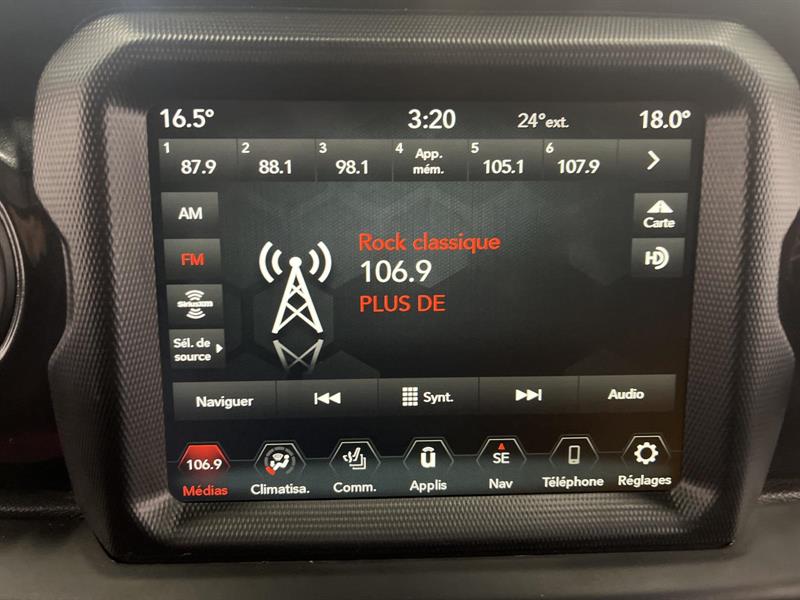 16.5° 3:20 24°ext. 18.0°
1 87.9 2 88.1 3 98.1 4 App. mém. 5 105.1 6 107.9
AM
Carte
Rock classique
FM
106.9
HD
PLUS DE
SiriusXM
Sél. de
source
Naviguer Synt. Audio
106.9 SE
Médias Climatisa. Comm. Applis Nav Téléphone Réglages